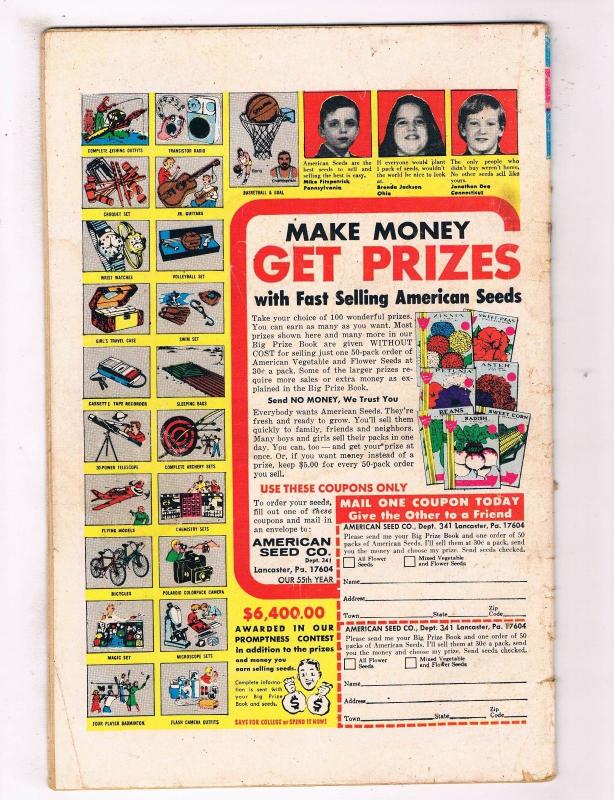 COMPLETE FISHING OUTFITS
TRANSISTOR RADIO
BASKETBALL & GOAL
American Seeds are the
best seeds to sell and
selling the best is easy.
Mike Fitzpatrick
Pennsylvania
If everyone would plant
1 pack of seeds, wouldn't
the world be nice to look
at.
Brenda Jackson
Ohio
The only people who
didn't buy weren't home.
No other seeds sell like
yours.
Jonathan Dog
Connecticut
CROQUET SET
JR. GUITARS
WRIST WATCHES
VOLLEYBALL SET
GIRL'S TRAVEL CASE
SWIM SET
CASSETTE TAPE RECORDER
SLEEPING BAGS
30-POWER TELESCOPE
COMPLETE ARCHERY SETS
FLYING MODELS
CHEMISTRY SETS
BICYCLES
POLAROID COLORPACK CAMERA
MAGIC SET
MICROSCOPE SETS
FOUR PLAYER BADMINTON
FLASH CAMERA OUTFITS
MAKE MONEY
GET PRIZES
with Fast Selling American Seeds
Take your choice of 100 wonderful prizes.
You can earn as many as you want. Most
prizes shown here and many more in our
Big Prize Book are given WITHOUT
COST for selling just one 50-pack order of
American Vegetable and Flower Seeds at
30¢ a pack. Some of the larger prizes re-
quire more sales or extra money as ex-
plained in the Big Prize Book.
Send NO MONEY, We Trust You
Everybody wants American Seeds. They're
fresh and ready to grow. You'll sell them
quickly to family, friends and neighbors.
Many boys and girls sell their packs in one
day. You can, too — and get your prize at
once. Or, if you want money instead of a
prize, keep $5.00 for every 50-pack order
you sell.
ZINNIA
SWEET PEAS
PETUNIA
ASTER
BEANS
RADISH
SWEET CORN
USE THESE COUPONS ONLY
To order your seeds,
fill out one of these
coupons and mail in
an envelope to:
AMERICAN
SEED CO.
Dept. 341
Lancaster, Pa. 17604
OUR 55th YEAR
$6,400.00
AWARDED IN OUR
PROMPTNESS CONTEST
in addition to the prizes
and money you
earn selling seeds.
Complete informa-
tion is sent with
your Big Prize
Book and seeds.
$ $
SAVE FOR COLLEGE or SPEND IT NOW!
MAIL ONE COUPON TODAY
Give the Other to a Friend
AMERICAN SEED CO., Dept. 341 Lancaster, Pa. 17604
Please send me your Big Prize Book and one order of 50
packs of American Seeds. I'll sell them at 30¢ a pack, send
you the money and choose my prize. Send seeds checked.
All Flower
Seeds
Mixed Vegetable
and Flower Seeds
Name
Address
Town State Zip
Code
AMERICAN SEED CO., Dept. 341 Lancaster, Pa. 17604
Please send me your Big Prize Book and one order of 50
packs of American Seeds. I'll sell them at 30¢ a pack, send
you the money and choose my prize. Send seeds checked.
All Flower
Seeds
Mixed Vegetable
and Flower Seeds
Name
Address
Town State Zip
Code